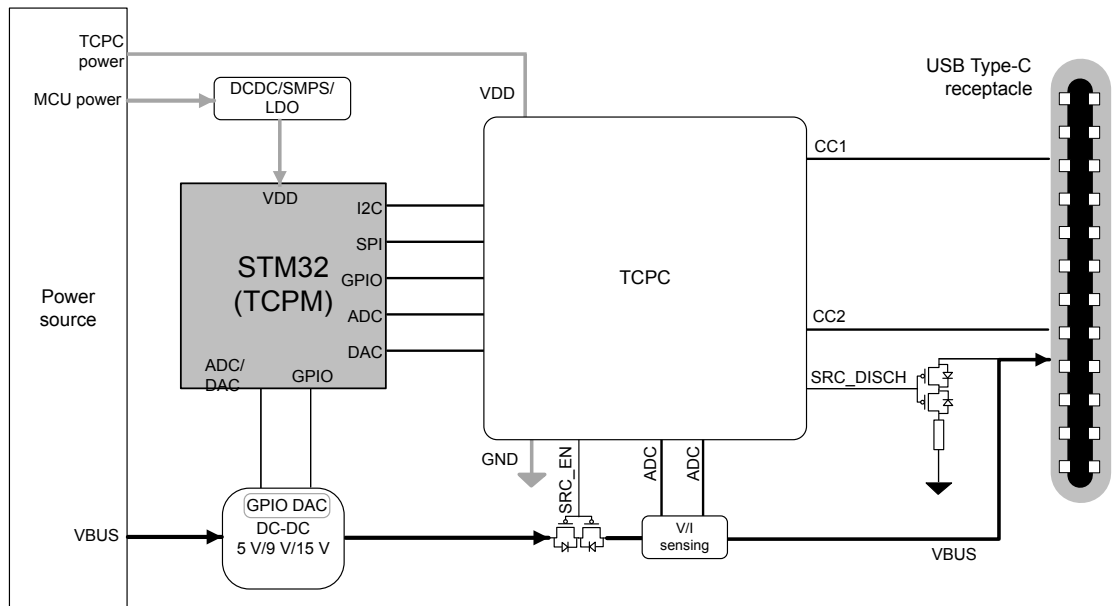 TCPC
power
MCU power
DCDC/SMPS/
LDO
VDD
USB Type-C
receptacle
CC1
VDD
I2C
SPI
STM32
(TCPM)
GPIO
TCPC
ADC
DAC
Power
source
CC2
ADC/
DAC
GPIO
SRC_DISCH
GND
SRC_EN
ADC
ADC
GPIO DAC
DC-DC
5 V/9 V/15 V
VBUS
V/I
sensing
VBUS